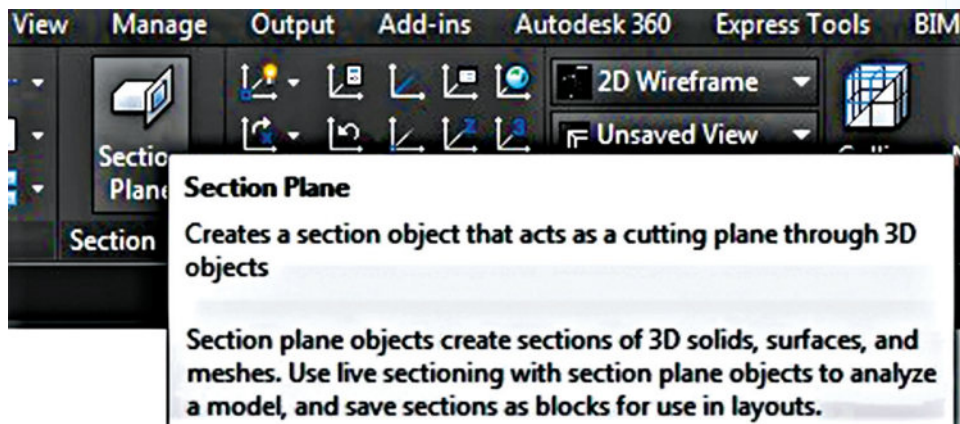 View Manage Output Add-ins Autodesk 360 Express Tools BIM
2D Wireframe
Unsaved View
Section
Plane
Section
Section Plane
Creates a section object that acts as a cutting plane through 3D
objects
Section plane objects create sections of 3D solids, surfaces, and
meshes. Use live sectioning with section plane objects to analyze
a model, and save sections as blocks for use in layouts.